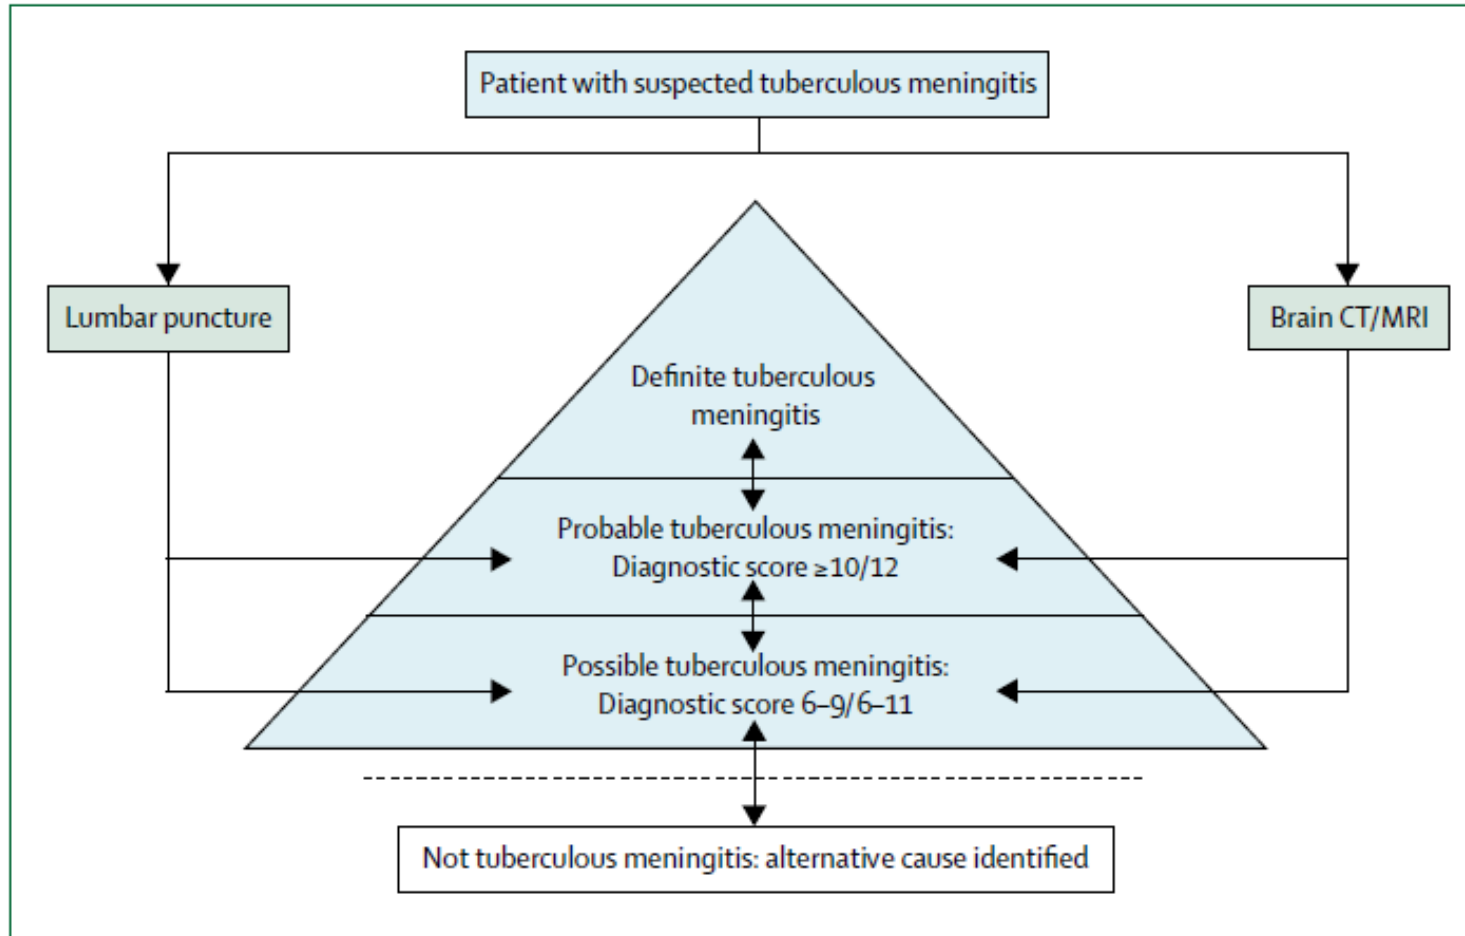 Patient with suspected tuberculous meningitis
Lumbar puncture
Brain CT/MRI
Definite tuberculous
meningitis
Probable tuberculous meningitis:
Diagnostic score ≥10/12
Possible tuberculous meningitis:
Diagnostic score 6–9/6–11
Not tuberculous meningitis: alternative cause identified